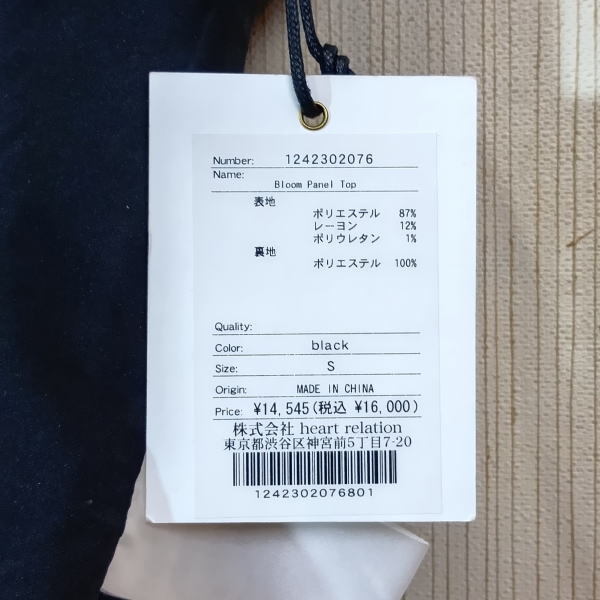 Number: 1242302076
Name:
Bloom Panel Top
表地
ポリエステル 87%
レーヨン 12%
ポリウレタン 1%
裏地
ポリエステル 100%
Quality:
Color: black
Size: S
Origin: MADE IN CHINA
Price: ¥14,545(税込 ¥16,000)
株式会社 heart relation
東京都渋谷区神宮前5丁目7-20
1242302076801